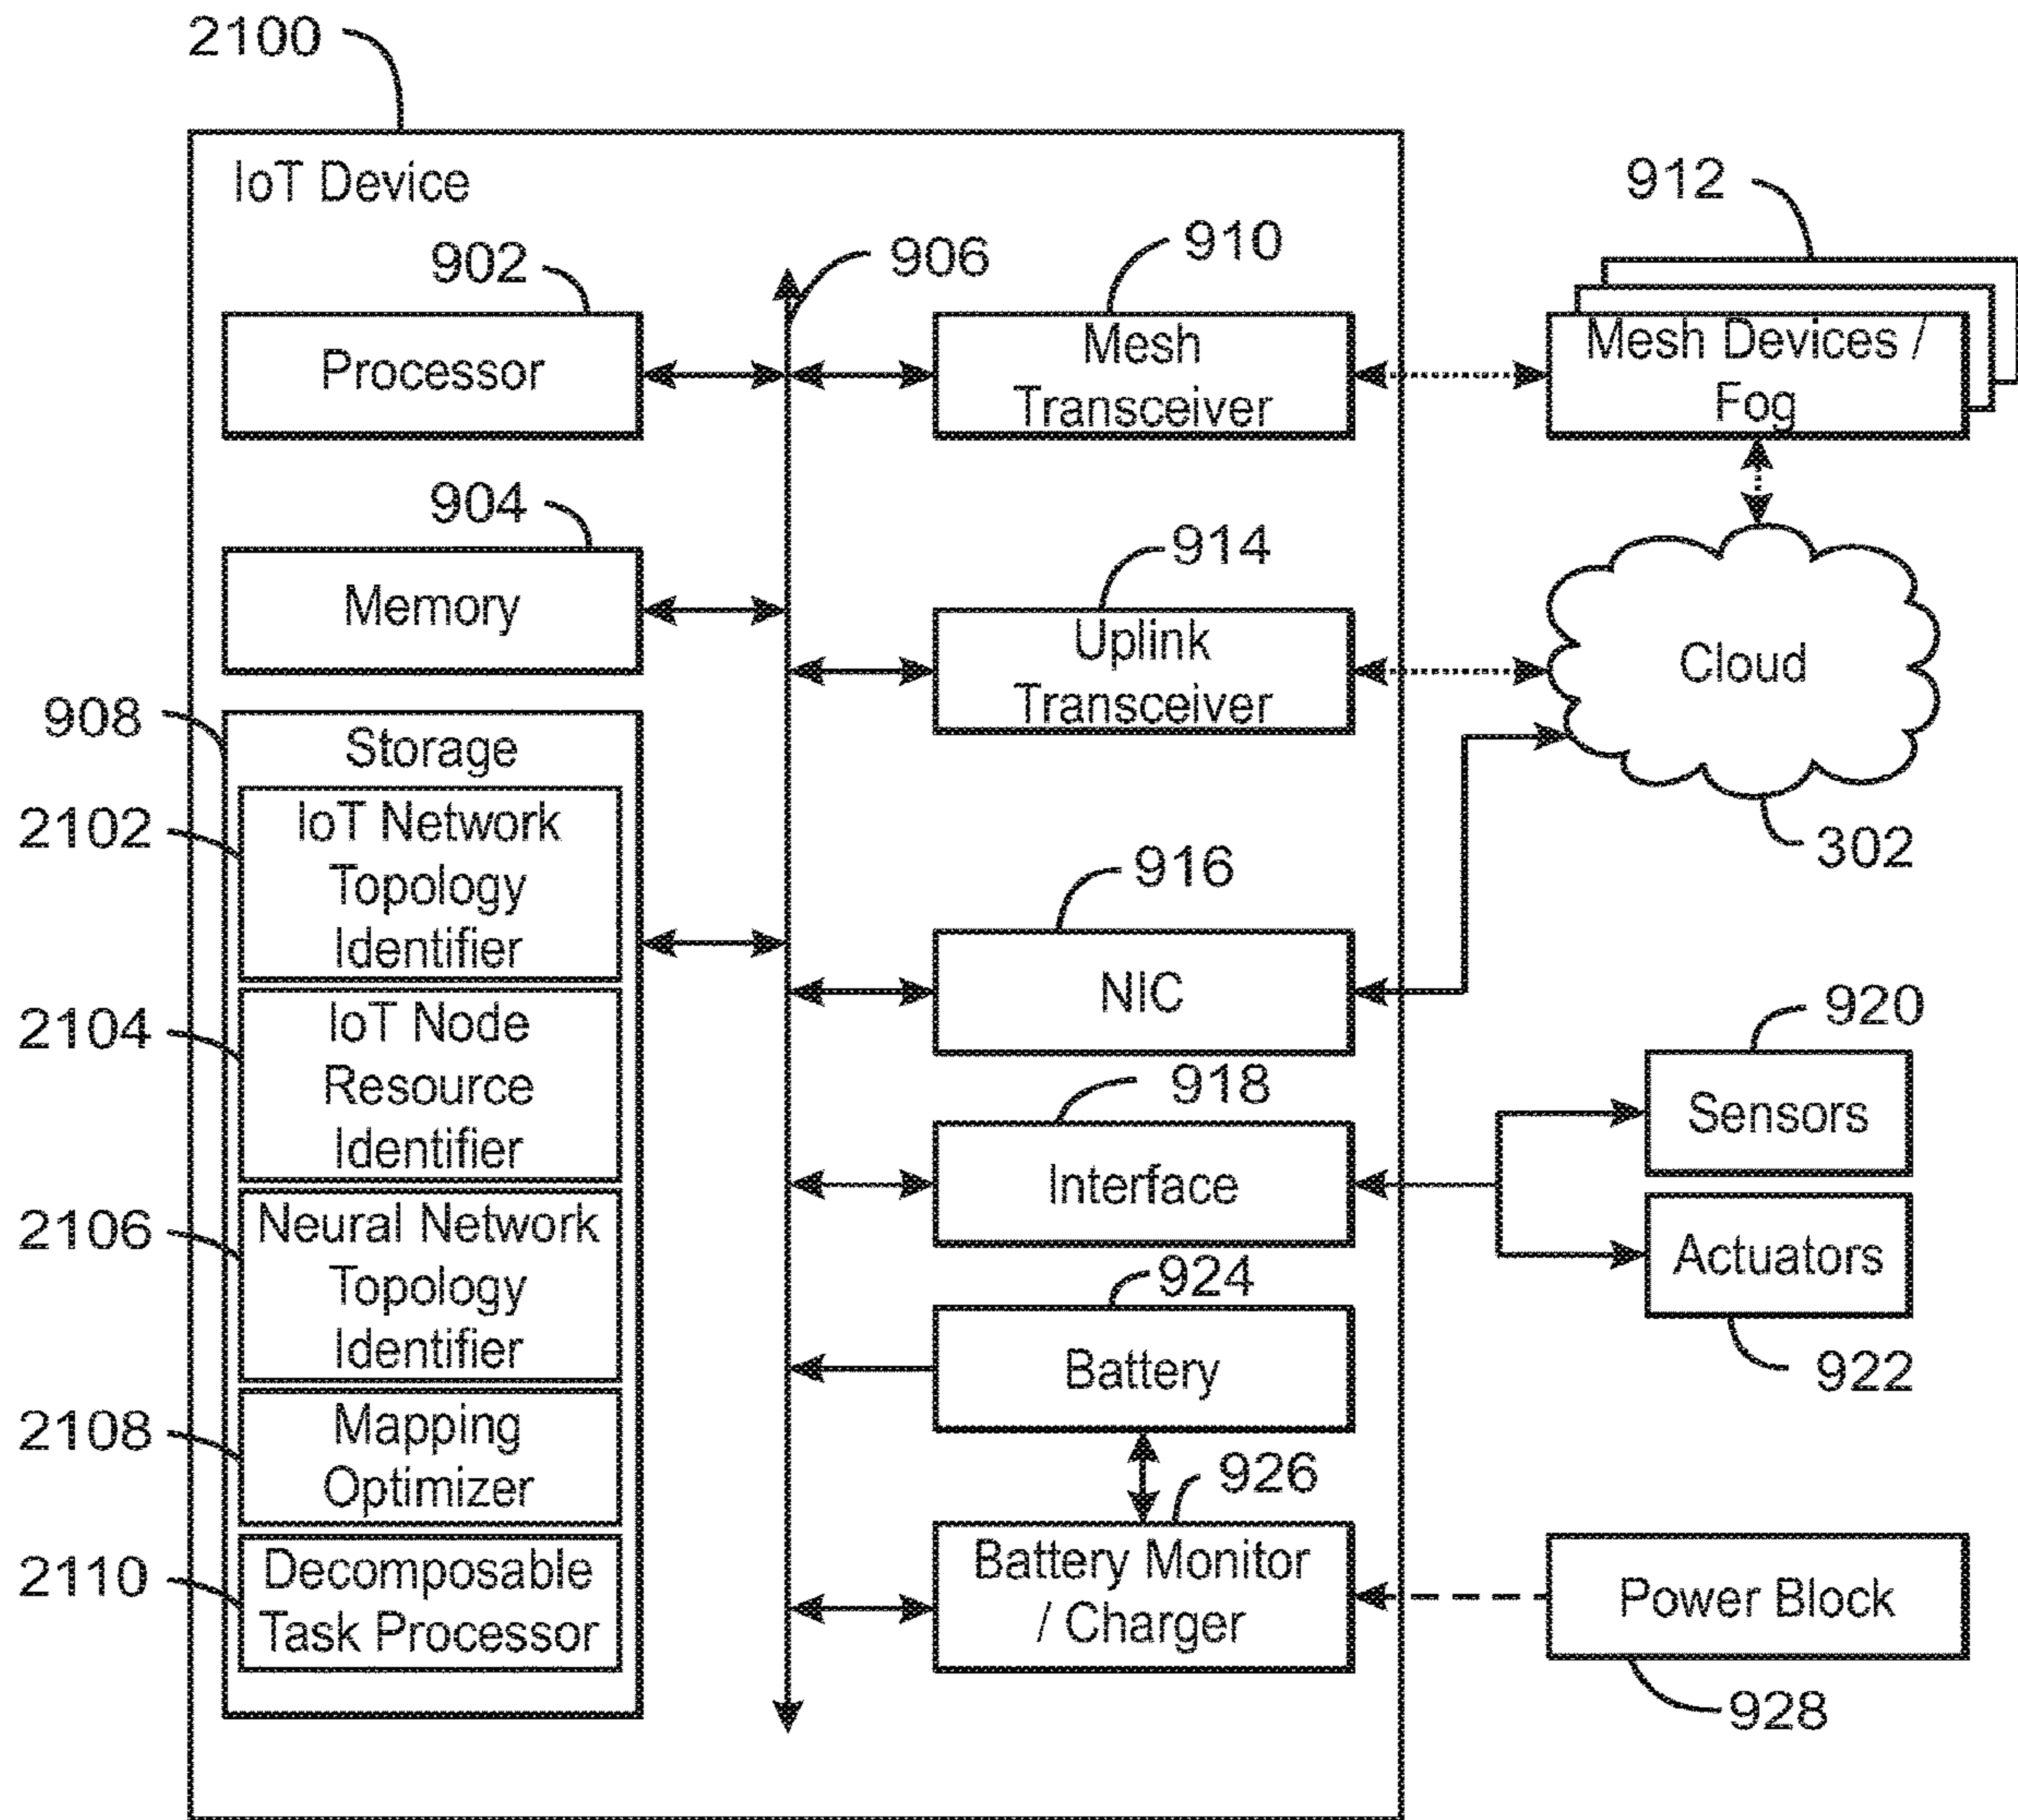 2100
IoT Device
902
Processor
904
Memory
908
Storage
2102
IoT Network
Topology
Identifier
2104
IoT Node
Resource
Identifier
2106
Neural Network
Topology
Identifier
2108
Mapping
Optimizer
2110
Decomposable
Task Processor
906
910
Mesh
Transceiver
914
Uplink
Transceiver
916
NIC
918
Interface
924
Battery
926
Battery Monitor
/ Charger
912
Mesh Devices /
Fog
Cloud
302
920
Sensors
Actuators
922
Power Block
928